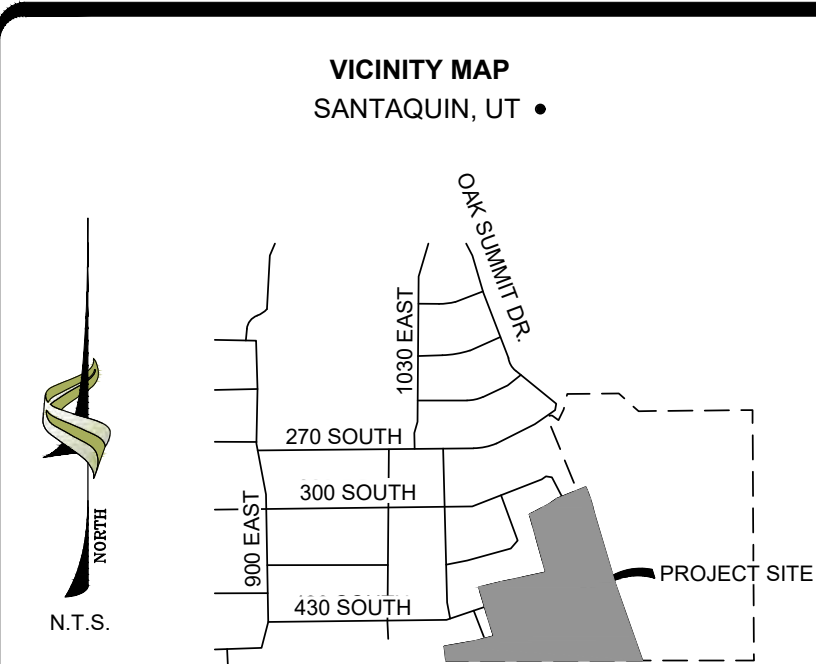 VICINITY MAP
SANTAQUIN, UT
OAK SUMMIT DR.
1030 EAST
270 SOUTH
300 SOUTH
900 EAST
NORTH
PROJECT SITE
430 SOUTH
N.T.S.